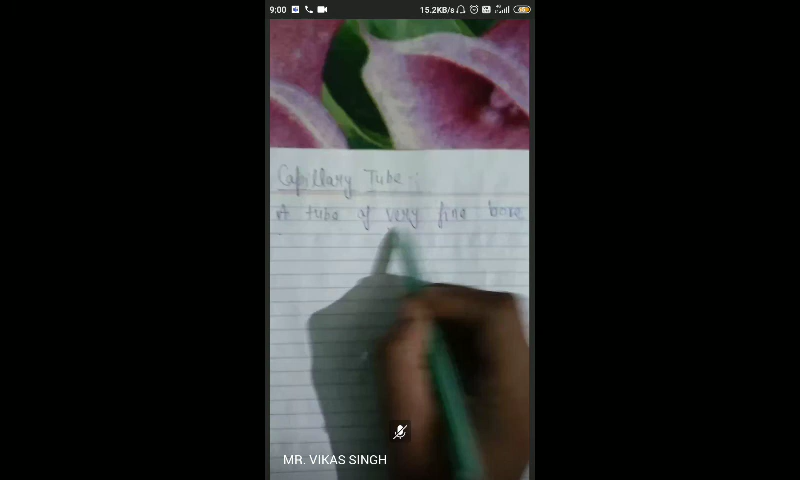 9:00 15.2KB/s
Capillary Tube :-
A tube of very fine bore
MR. VIKAS SINGH